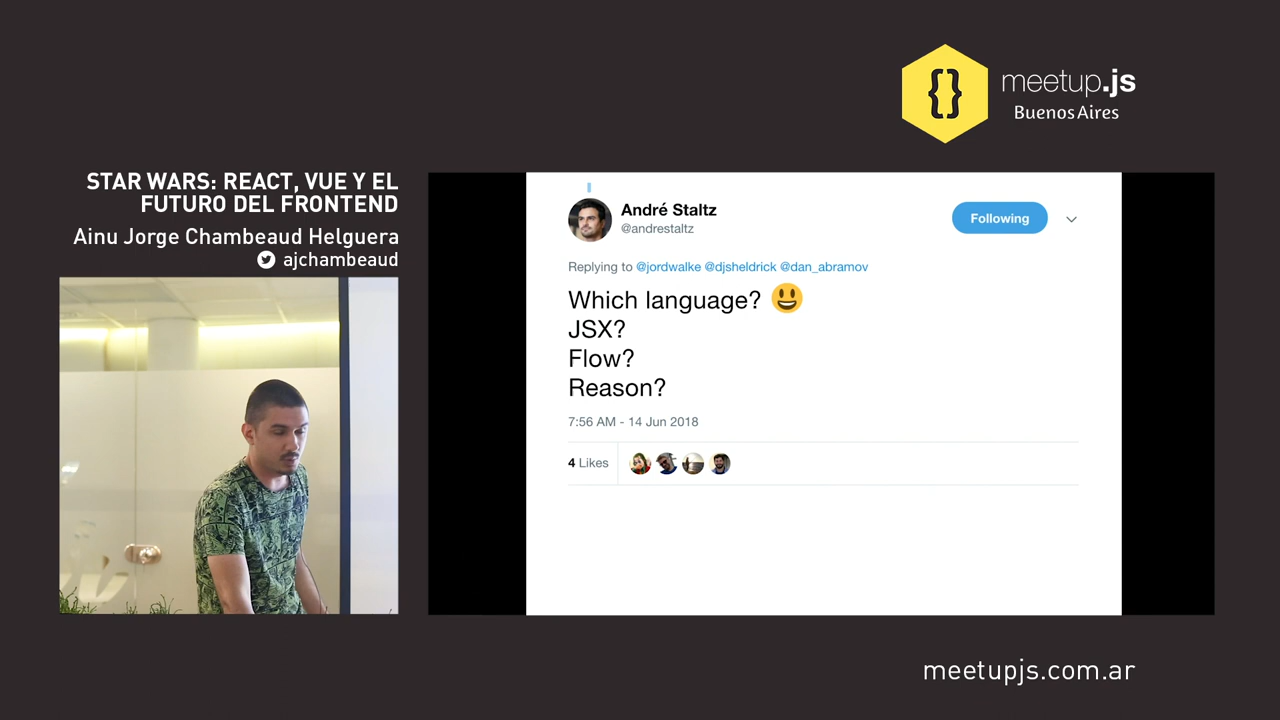 {} meetup.js
Buenos Aires
STAR WARS: REACT, VUE Y EL
FUTURO DEL FRONTEND
Ainu Jorge Chambeaud Helguera
ajchambeaud
André Staltz
@andrestaltz
Following
Replying to @jordwalke @djsheldrick @dan_abramov
Which language? 😃
JSX?
Flow?
Reason?
7:56 AM - 14 Jun 2018
4 Likes
meetupjs.com.ar